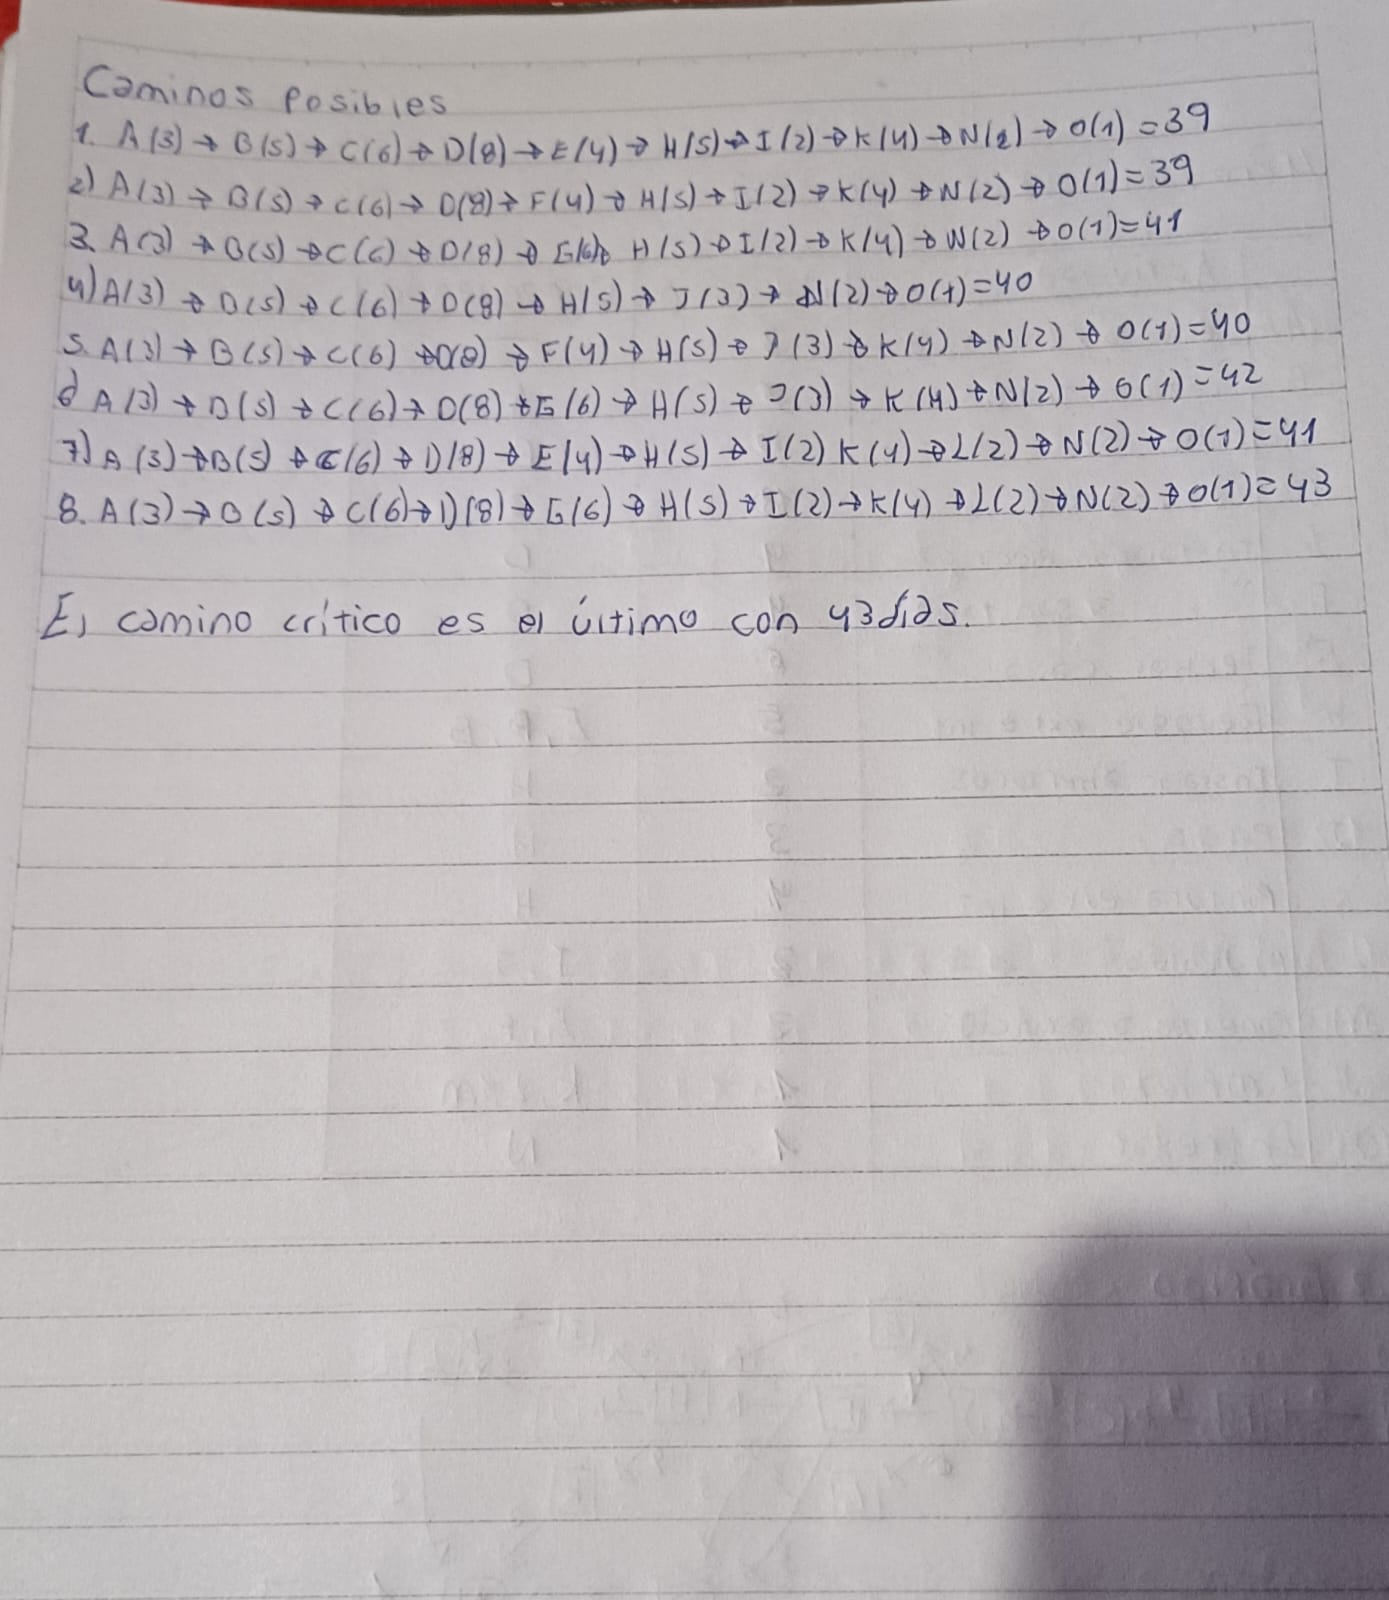 Caminos posibles
1. A(3) → B(5) → C(6) → D(8) → E(4) → H(5) → I(2) → K(4) → N(2) → O(1) = 39
2) A(3) → B(5) → C(6) → D(8) → F(4) → H(5) → I(2) → K(4) → N(2) → O(1) = 39
3. A(3) → B(5) → C(6) → D(8) → G(6) → H(5) → I(2) → K(4) → N(2) → O(1) = 41
4) A(3) → B(5) → C(6) → D(8) → H(5) → J(3) → N(2) → O(1) = 40
5. A(3) → B(5) → C(6) → D(8) → F(4) → H(5) → J(3) → K(4) → N(2) → O(1) = 40
6 A(3) → B(5) → C(6) → D(8) → G(6) → H(5) → J(3) → K(4) → N(2) → O(1) = 42
7) A(3) → B(5) → C(6) → D(8) → E(4) → H(5) → I(2) K(4) → L(2) → N(2) → O(1) = 41
8. A(3) → B(5) → C(6) → D(8) → G(6) → H(5) → I(2) → K(4) → L(2) → N(2) → O(1) = 43
El camino crítico es el último con 43 días.